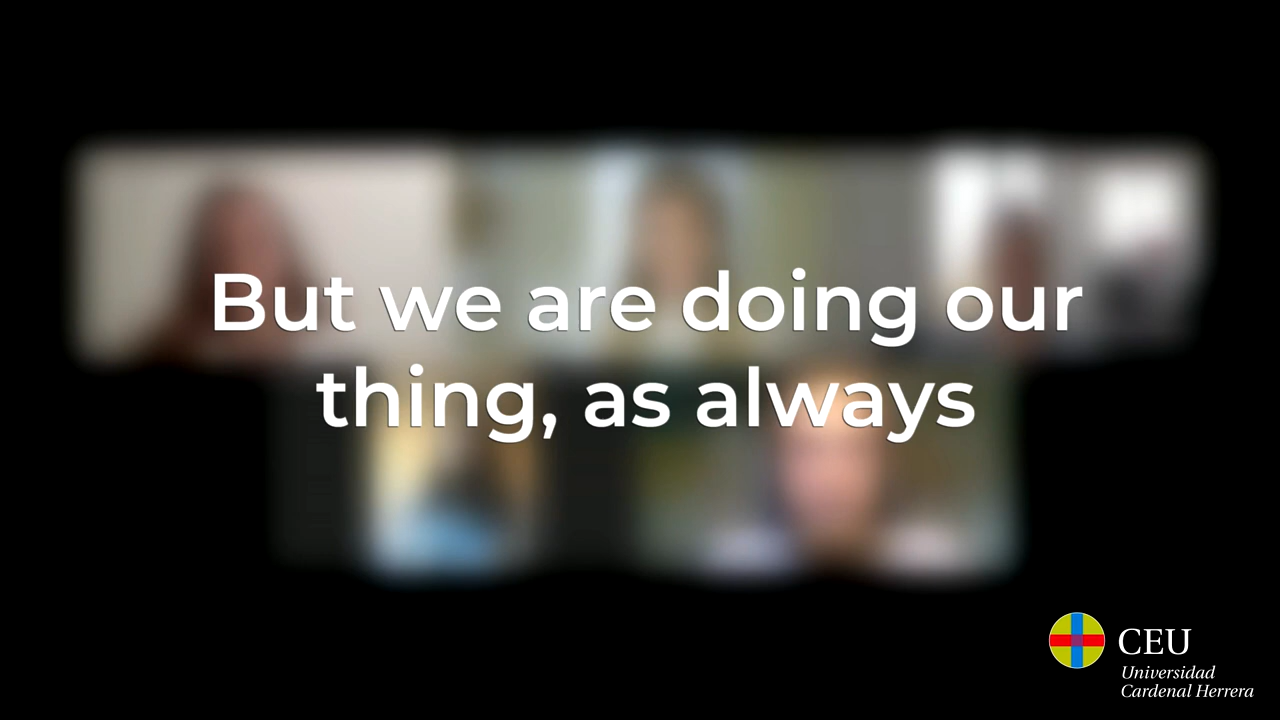 But we are doing our
thing, as always
CEU
Universidad
Cardenal Herrera